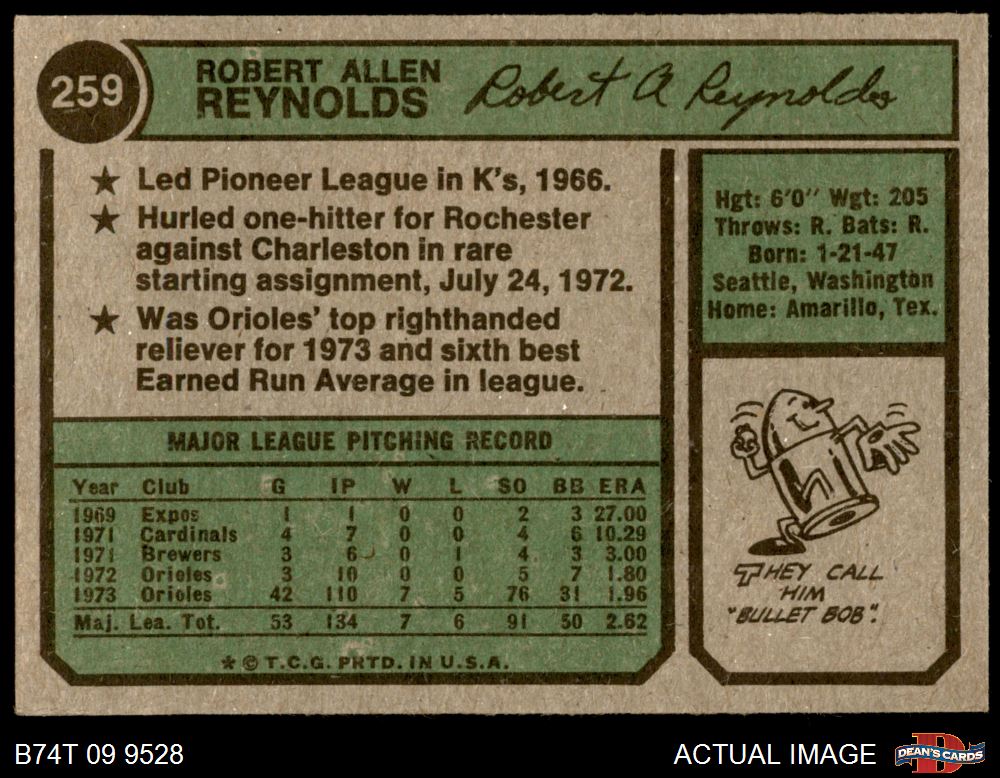 259
ROBERT ALLEN
REYNOLDS
Robert A Reynolds
★ Led Pioneer League in K's, 1966.
★ Hurled one-hitter for Rochester
against Charleston in rare
starting assignment, July 24, 1972.
★ Was Orioles' top righthanded
reliever for 1973 and sixth best
Earned Run Average in league.
Hgt: 6'0" Wgt: 205
Throws: R. Bats: R.
Born: 1-21-47
Seattle, Washington
Home: Amarillo, Tex.
MAJOR LEAGUE PITCHING RECORD
Year Club G IP W L SO BB ERA
1969 Expos 1 1 0 0 2 3 27.00
1971 Cardinals 4 7 0 0 4 6 10.29
1971 Brewers 3 6 0 1 4 3 3.00
1972 Orioles 3 10 0 0 5 7 1.80
1973 Orioles 42 110 7 5 76 31 1.96
Maj. Lea. Tot. 53 134 7 6 91 50 2.62
* © T.C.G. PRTD. IN U.S.A.
THEY CALL
HIM
"BULLET BOB".
B74T 09 9528
ACTUAL IMAGE
D
DEAN'S CARDS